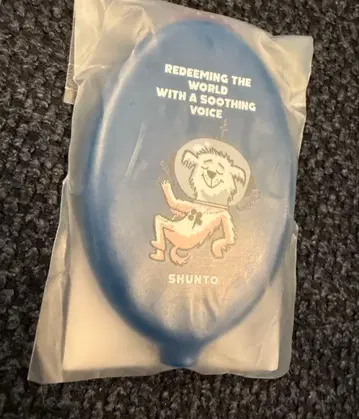 REDEEMING THE
WORLD
WITH A SOOTHING
VOICE
SHUNTO